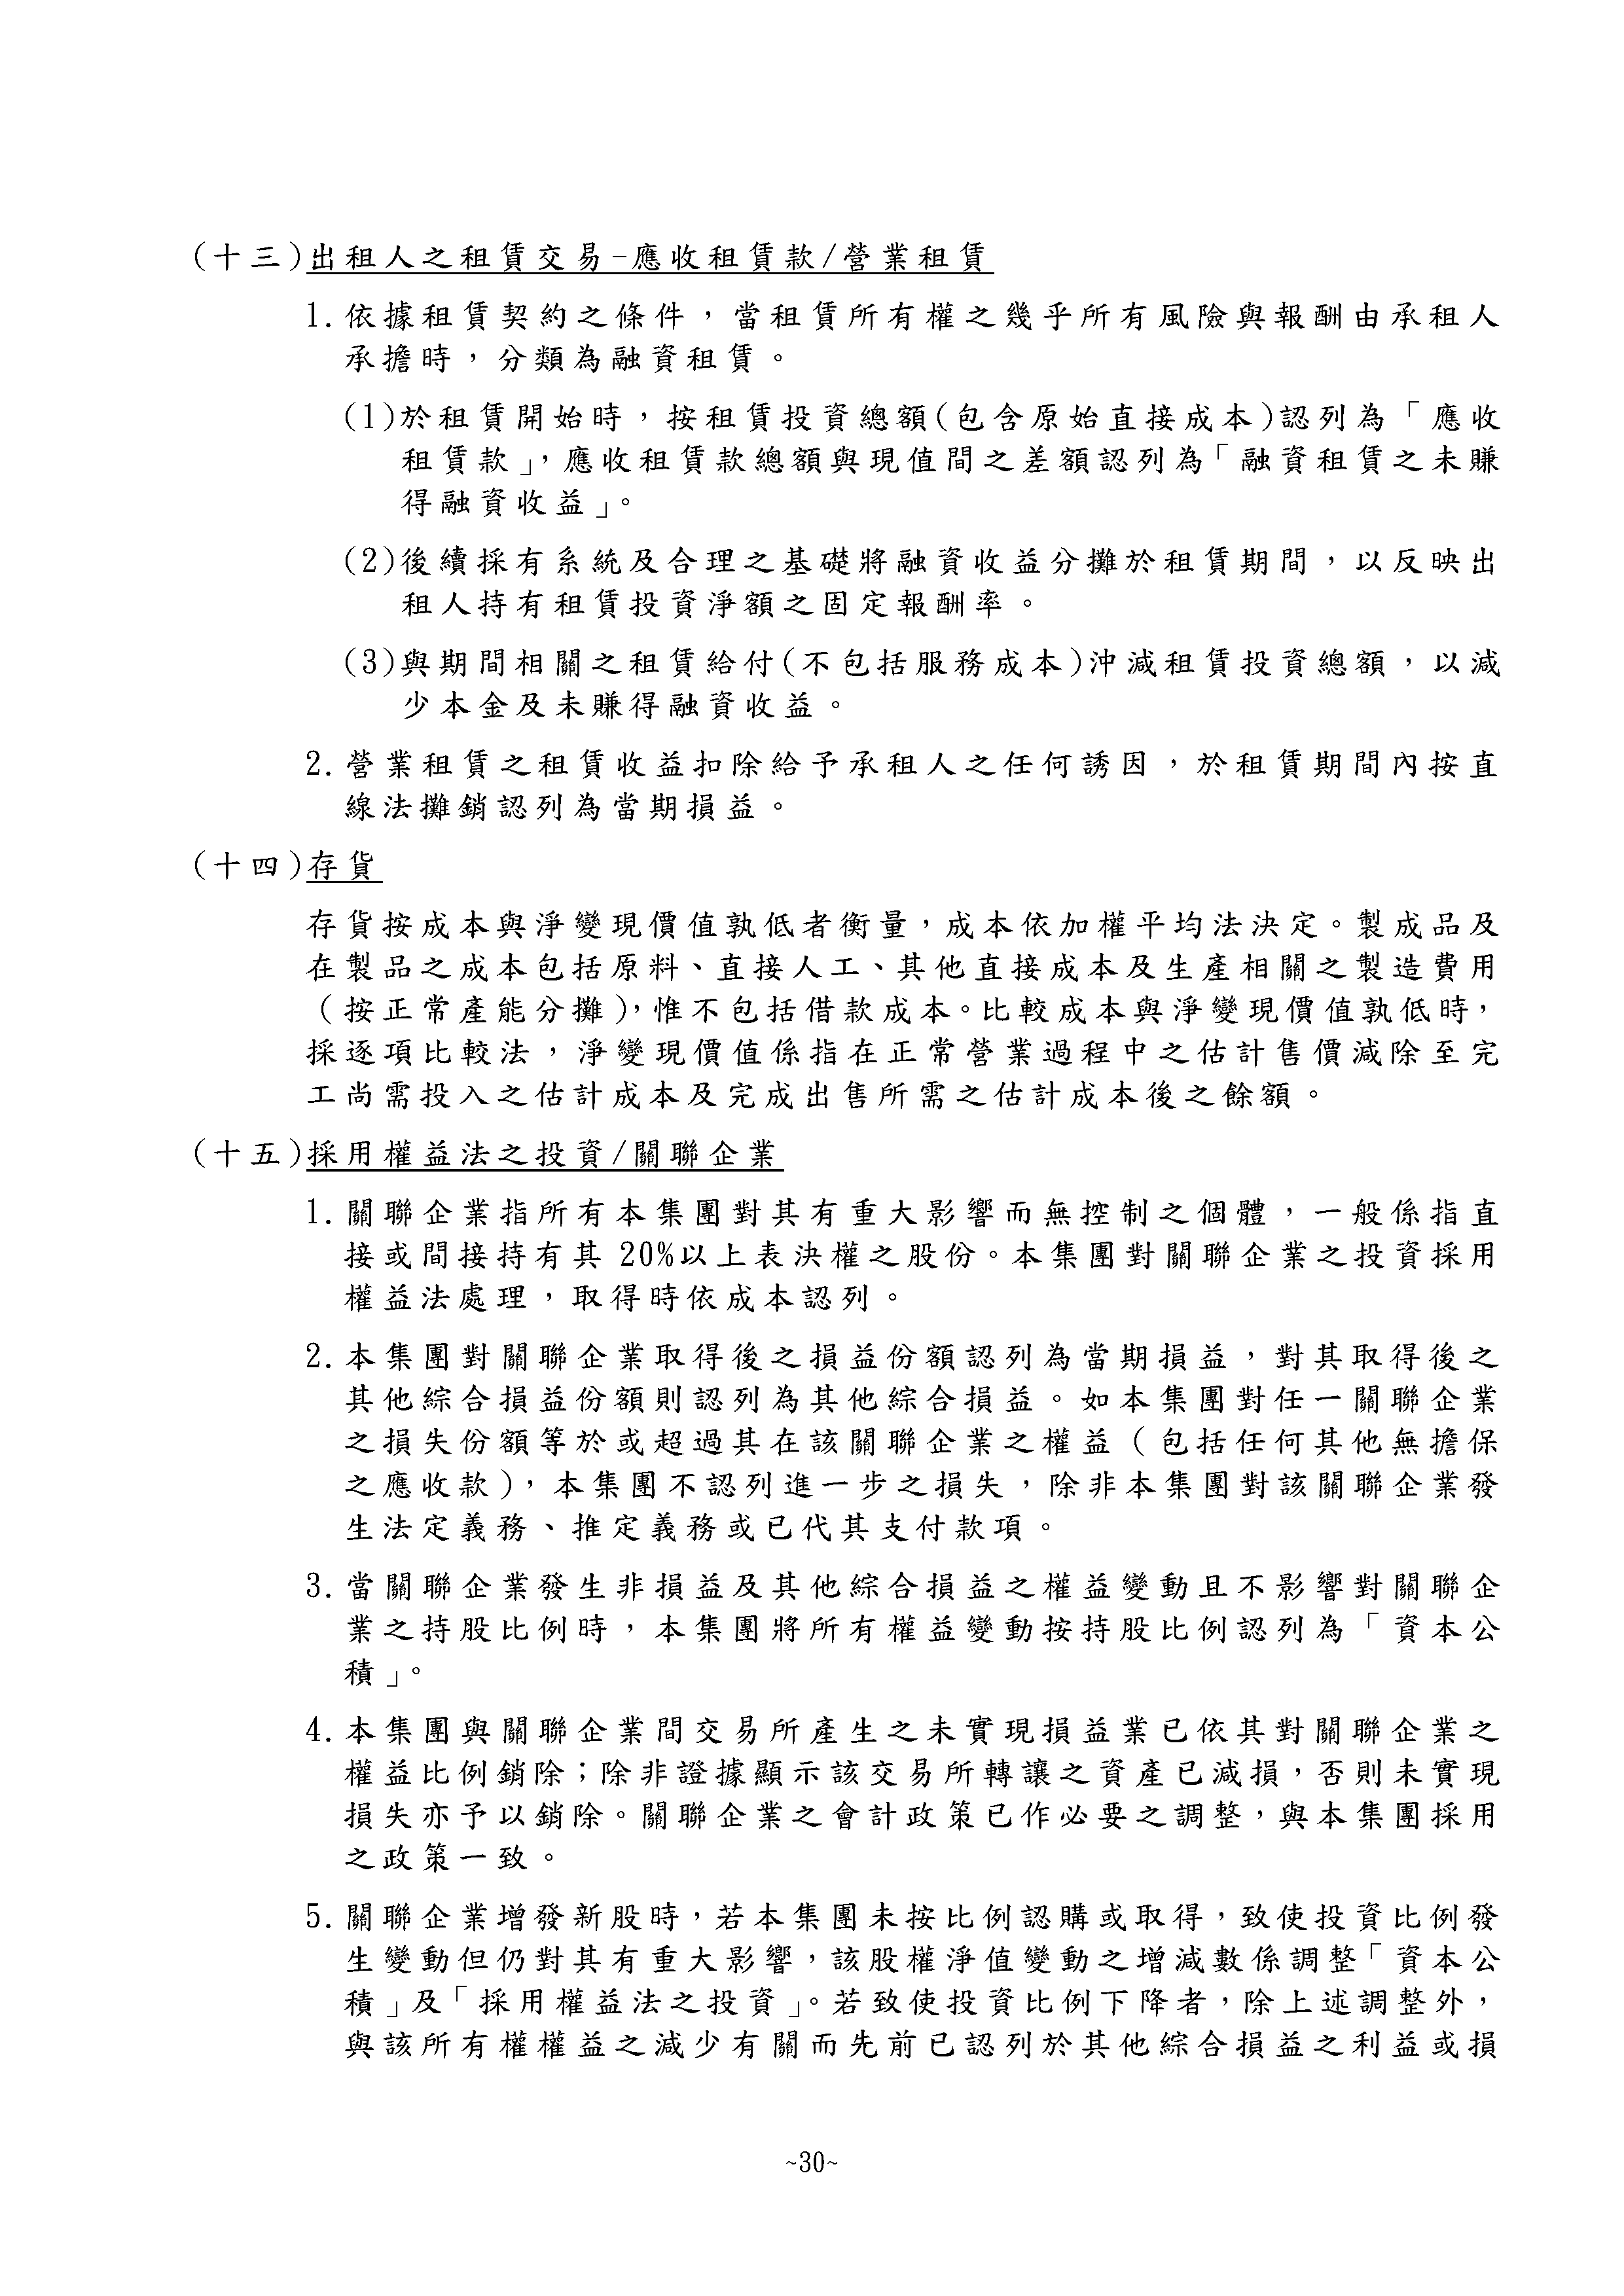 (十三)出租人之租賃交易-應收租賃款/營業租賃
1.依據租賃契約之條件，當租賃所有權之幾乎所有風險與報酬由承租人
承擔時，分類為融資租賃。
(1)於租賃開始時，按租賃投資總額(包含原始直接成本)認列為「應收
租賃款」，應收租賃款總額與現值間之差額認列為「融資租賃之未賺
得融資收益」。
(2)後續採有系統及合理之基礎將融資收益分攤於租賃期間，以反映出
租人持有租賃投資淨額之固定報酬率。
(3)與期間相關之租賃給付(不包括服務成本)沖減租賃投資總額，以減
少本金及未賺得融資收益。
2.營業租賃之租賃收益扣除給予承租人之任何誘因，於租賃期間內按直
線法攤銷認列為當期損益。
(十四)存貨
存貨按成本與淨變現價值孰低者衡量，成本依加權平均法決定。製成品及
在製品之成本包括原料、直接人工、其他直接成本及生產相關之製造費用
（按正常產能分攤），惟不包括借款成本。比較成本與淨變現價值孰低時，
採逐項比較法，淨變現價值係指在正常營業過程中之估計售價減除至完
工尚需投入之估計成本及完成出售所需之估計成本後之餘額。
(十五)採用權益法之投資/關聯企業
1.關聯企業指所有本集團對其有重大影響而無控制之個體，一般係指直
接或間接持有其 20%以上表決權之股份。本集團對關聯企業之投資採用
權益法處理，取得時依成本認列。
2.本集團對關聯企業取得後之損益份額認列為當期損益，對其取得後之
其他綜合損益份額則認列為其他綜合損益。如本集團對任一關聯企業
之損失份額等於或超過其在該關聯企業之權益（包括任何其他無擔保
之應收款），本集團不認列進一步之損失，除非本集團對該關聯企業發
生法定義務、推定義務或已代其支付款項。
3.當關聯企業發生非損益及其他綜合損益之權益變動且不影響對關聯企
業之持股比例時，本集團將所有權益變動按持股比例認列為「資本公
積」。
4.本集團與關聯企業間交易所產生之未實現損益業已依其對關聯企業之
權益比例銷除；除非證據顯示該交易所轉讓之資產已減損，否則未實現
損失亦予以銷除。關聯企業之會計政策已作必要之調整，與本集團採用
之政策一致。
5.關聯企業增發新股時，若本集團未按比例認購或取得，致使投資比例發
生變動但仍對其有重大影響，該股權淨值變動之增減數係調整「資本公
積」及「採用權益法之投資」。若致使投資比例下降者，除上述調整外，
與該所有權權益之減少有關而先前已認列於其他綜合損益之利益或損
~30~